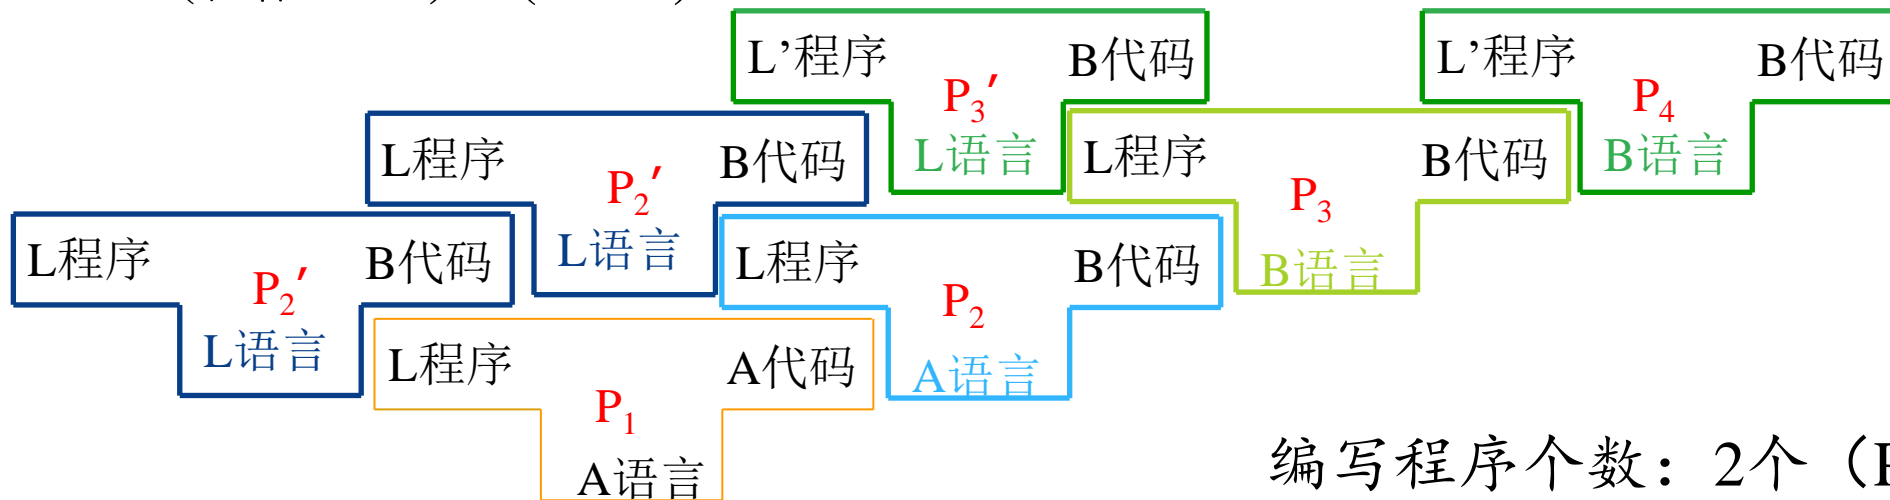 L’程序 B代码 L’程序 B代码
P₃′ P₄
L程序 B代码 L语言 L程序 B代码 B语言
P₂′ P₃
L程序 B代码 L语言 L程序 B代码 B语言
P₂′ P₂
L语言 L程序 A代码 A语言
P₁
编写程序个数：2个（
A语言